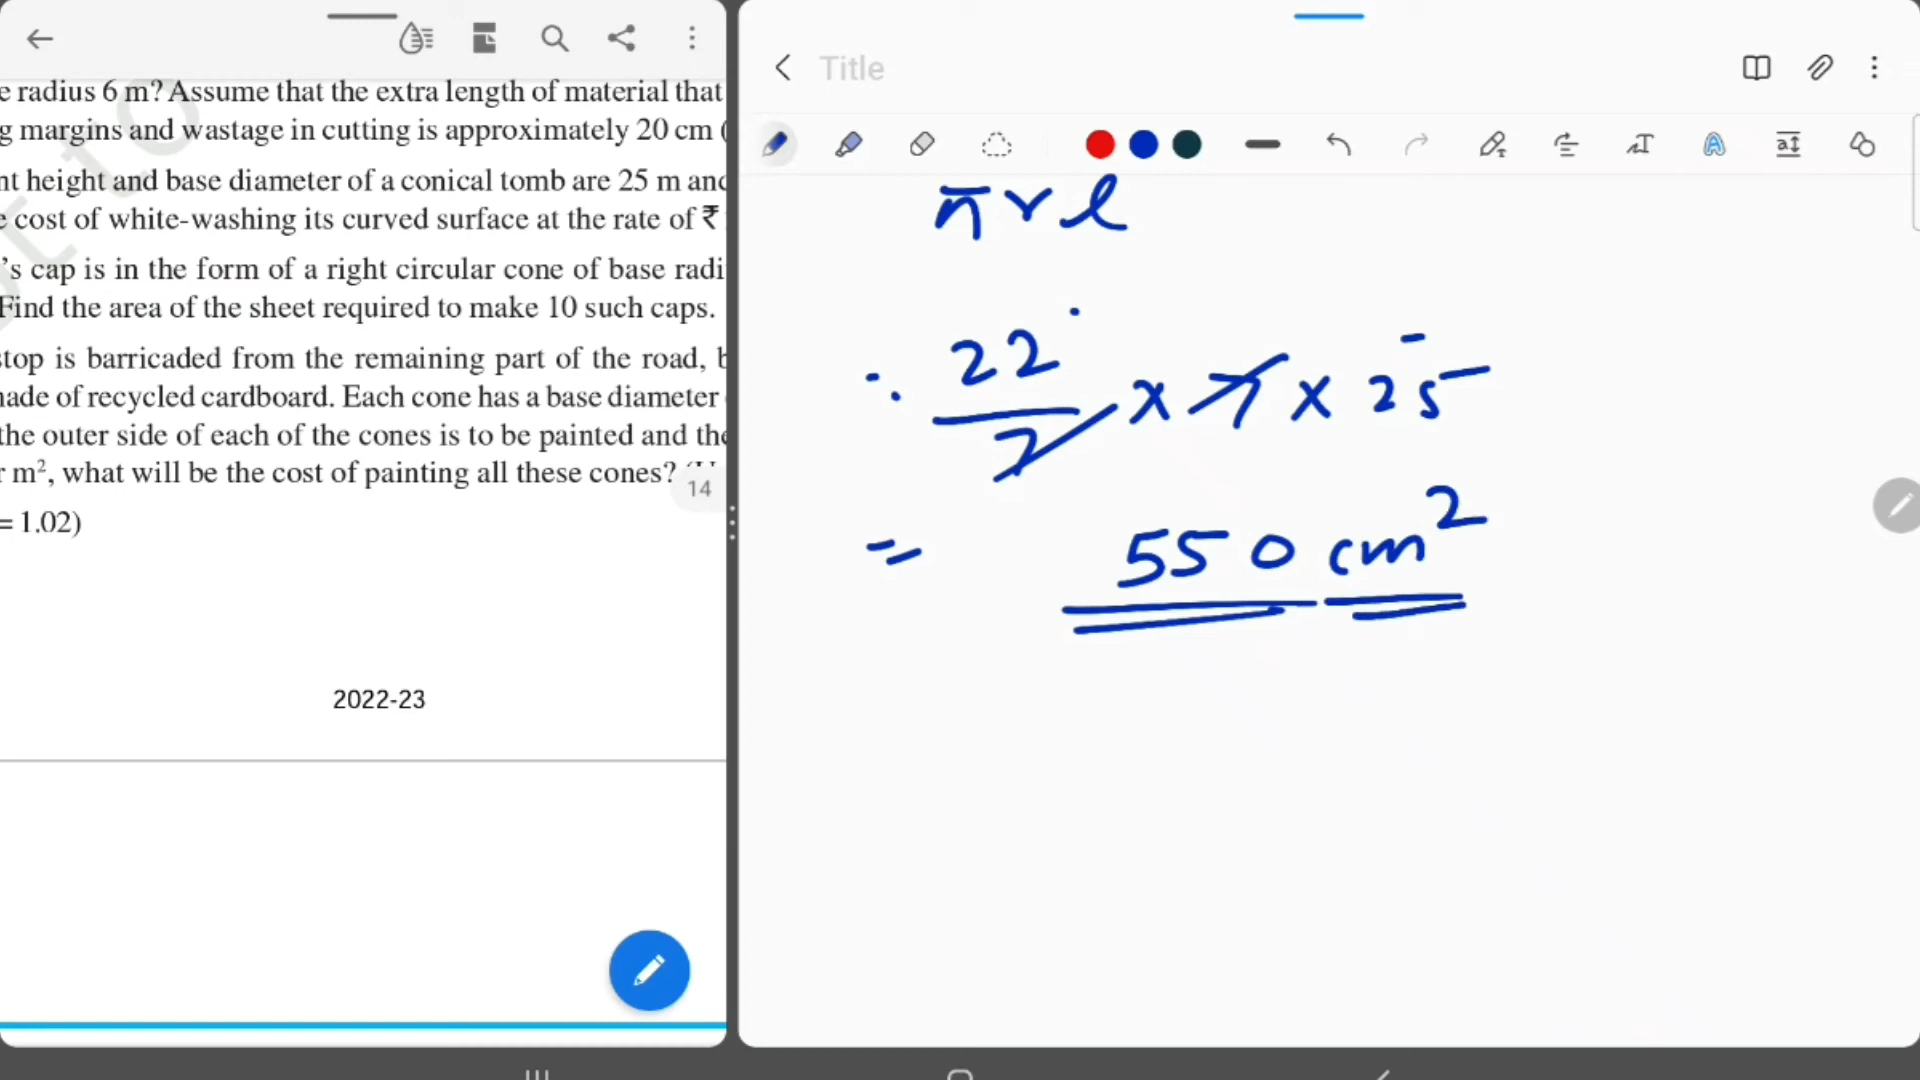 e radius 6 m? Assume that the extra length of material that
g margins and wastage in cutting is approximately 20 cm (
nt height and base diameter of a conical tomb are 25 m and
e cost of white-washing its curved surface at the rate of ₹
’s cap is in the form of a right circular cone of base radi
Find the area of the sheet required to make 10 such caps.
stop is barricaded from the remaining part of the road, b
nade of recycled cardboard. Each cone has a base diameter
the outer side of each of the cones is to be painted and the
r m², what will be the cost of painting all these cones?
14
= 1.02)
2022-23
Title
πrl
22/7 × 7 × 25
= 550 cm²